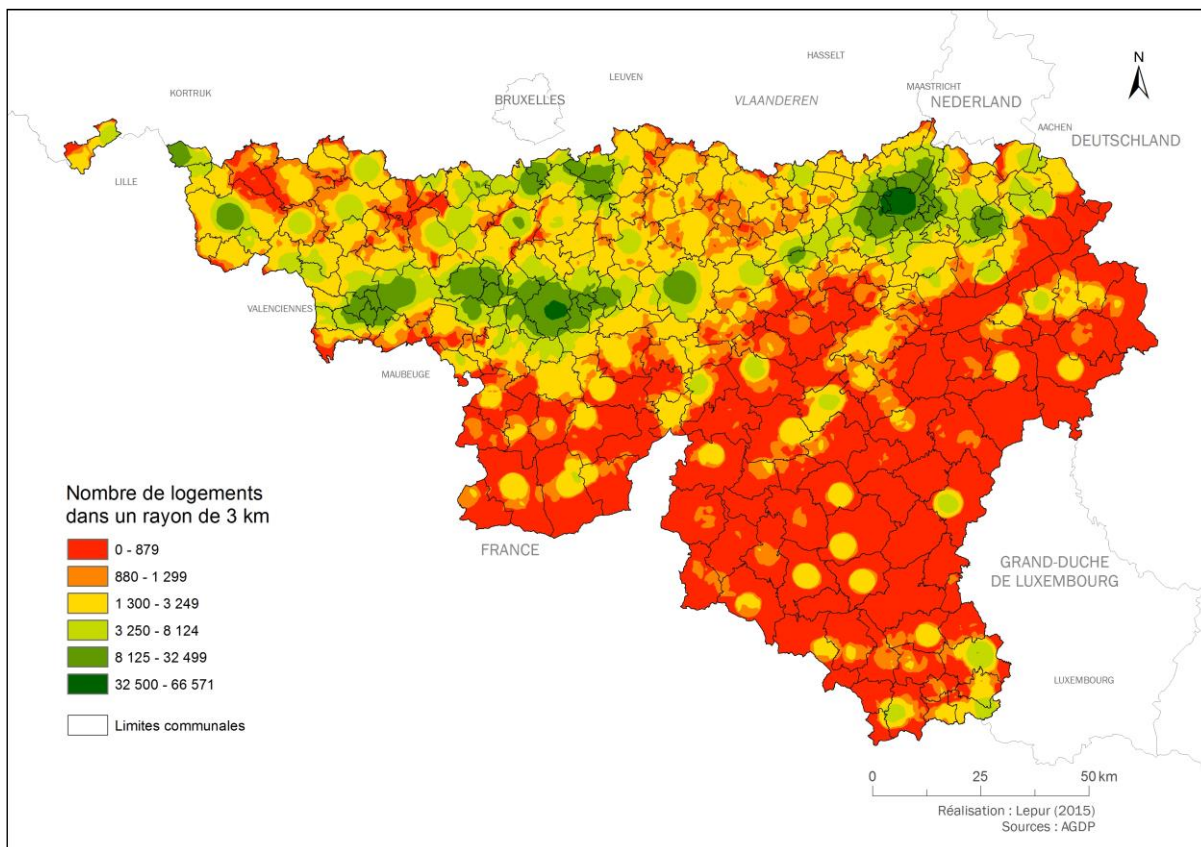 HASSELT
LEUVEN
KORTRIJK
MAASTRICHT
BRUXELLES
VLAANDEREN
NEDERLAND
N
AACHEN
DEUTSCHLAND
LILLE
VALENCIENNES
MAUBEUGE
Nombre de logements
dans un rayon de 3 km
0 - 879
880 - 1 299
1 300 - 3 249
3 250 - 8 124
8 125 - 32 499
32 500 - 66 571
Limites communales
FRANCE
GRAND-DUCHE
DE LUXEMBOURG
LUXEMBOURG
0 25 50 km
Réalisation : Lepur (2015)
Sources : AGDP